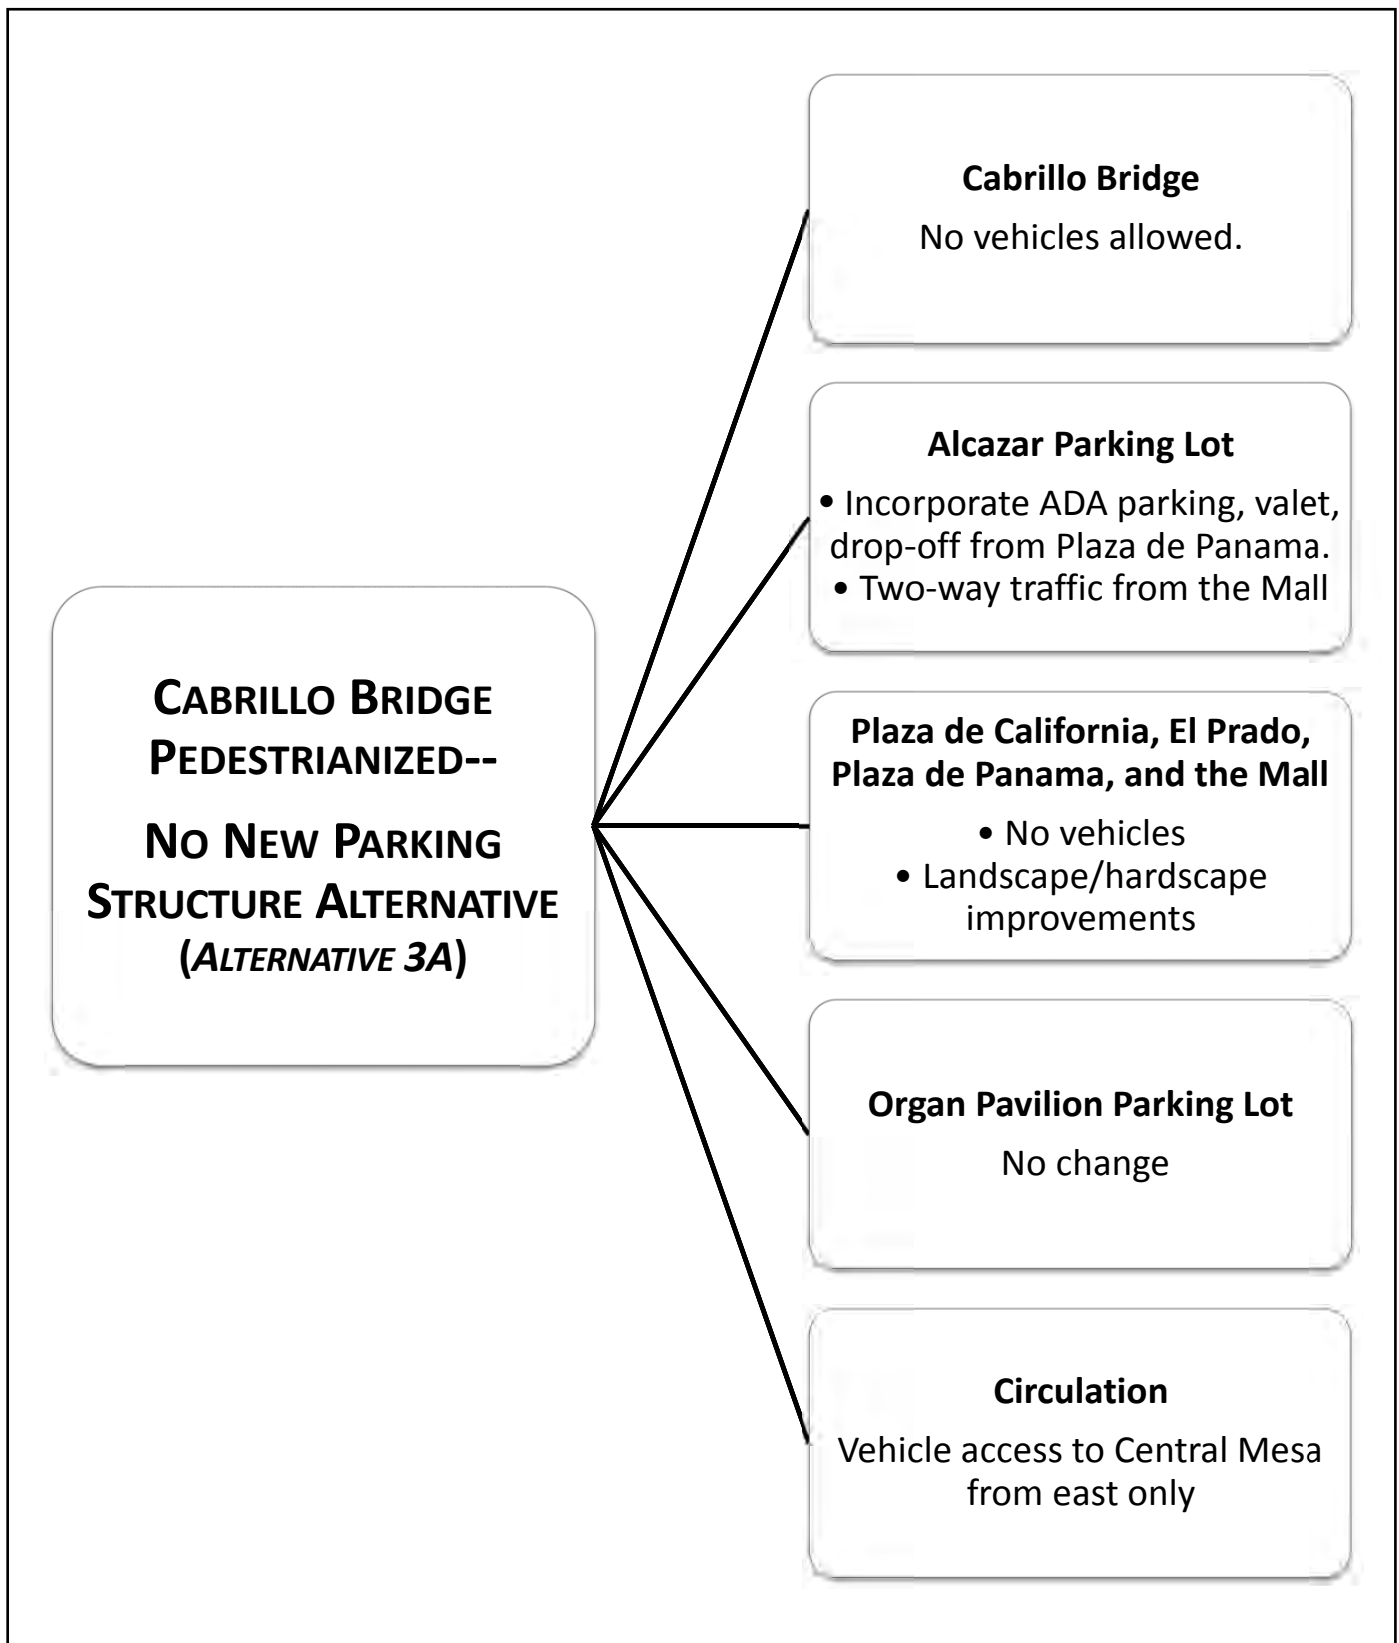 CABRILLO BRIDGE
PEDESTRIANIZED--
NO NEW PARKING
STRUCTURE ALTERNATIVE
(ALTERNATIVE 3A)
Cabrillo Bridge
No vehicles allowed.
Alcazar Parking Lot
• Incorporate ADA parking, valet,
drop-off from Plaza de Panama.
• Two-way traffic from the Mall
Plaza de California, El Prado,
Plaza de Panama, and the Mall
• No vehicles
• Landscape/hardscape
improvements
Organ Pavilion Parking Lot
No change
Circulation
Vehicle access to Central Mesa
from east only